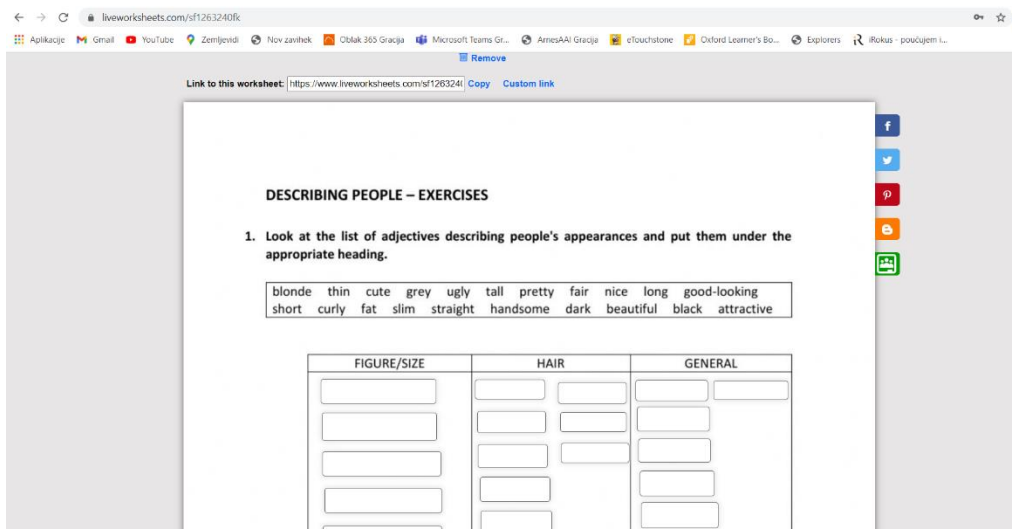 liveworksheets.com/sf1263240fk
Aplikacije Gmail YouTube Zemljevidi Nov zavihek Oblak 365 Gracija Microsoft Teams Gr... ArnesAAI Gracija eTouchstone Oxford Learner's Bo... Explorers iRokus - poučujem i...
Remove
Link to this worksheet: https://www.liveworksheets.com/sf126324 Copy Custom link
DESCRIBING PEOPLE – EXERCISES
1. Look at the list of adjectives describing people's appearances and put them under the
appropriate heading.
blonde thin cute grey ugly tall pretty fair nice long good-looking
short curly fat slim straight handsome dark beautiful black attractive
FIGURE/SIZE HAIR GENERAL